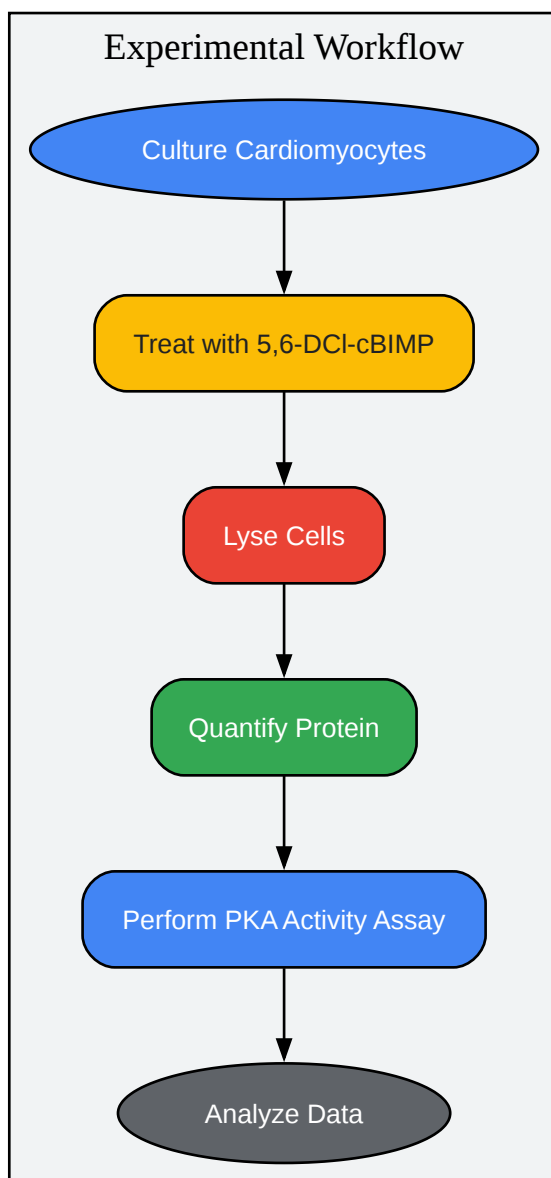 Experimental Workflow
Culture Cardiomyocytes
Treat with 5,6-DCl-cBIMP
Lyse Cells
Quantify Protein
Perform PKA Activity Assay
Analyze Data